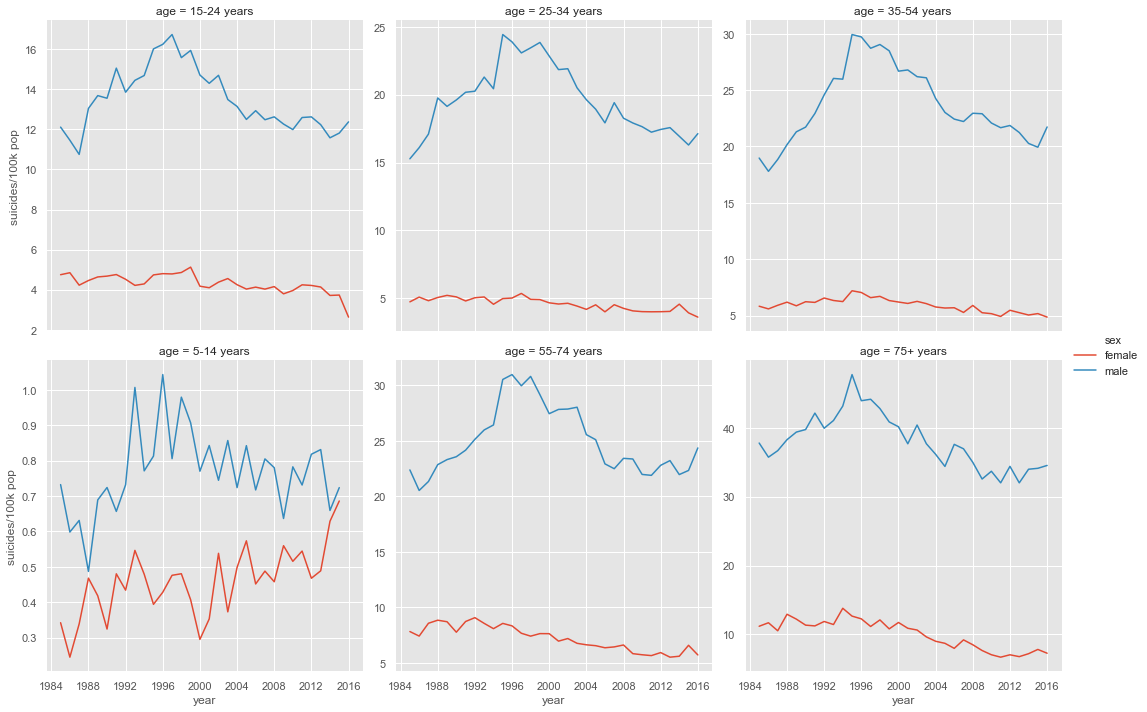 age = 15-24 years
age = 25-34 years
age = 35-54 years
suicides/100k pop
16
14
12
10
8
6
4
2
25
20
15
10
5
30
25
20
15
10
5
sex
female
male
age = 5-14 years
age = 55-74 years
age = 75+ years
suicides/100k pop
1.0
0.9
0.8
0.7
0.6
0.5
0.4
0.3
30
25
20
15
10
5
40
30
20
10
1984 1988 1992 1996 2000 2004 2008 2012 2016
1984 1988 1992 1996 2000 2004 2008 2012 2016
1984 1988 1992 1996 2000 2004 2008 2012 2016
year
year
year